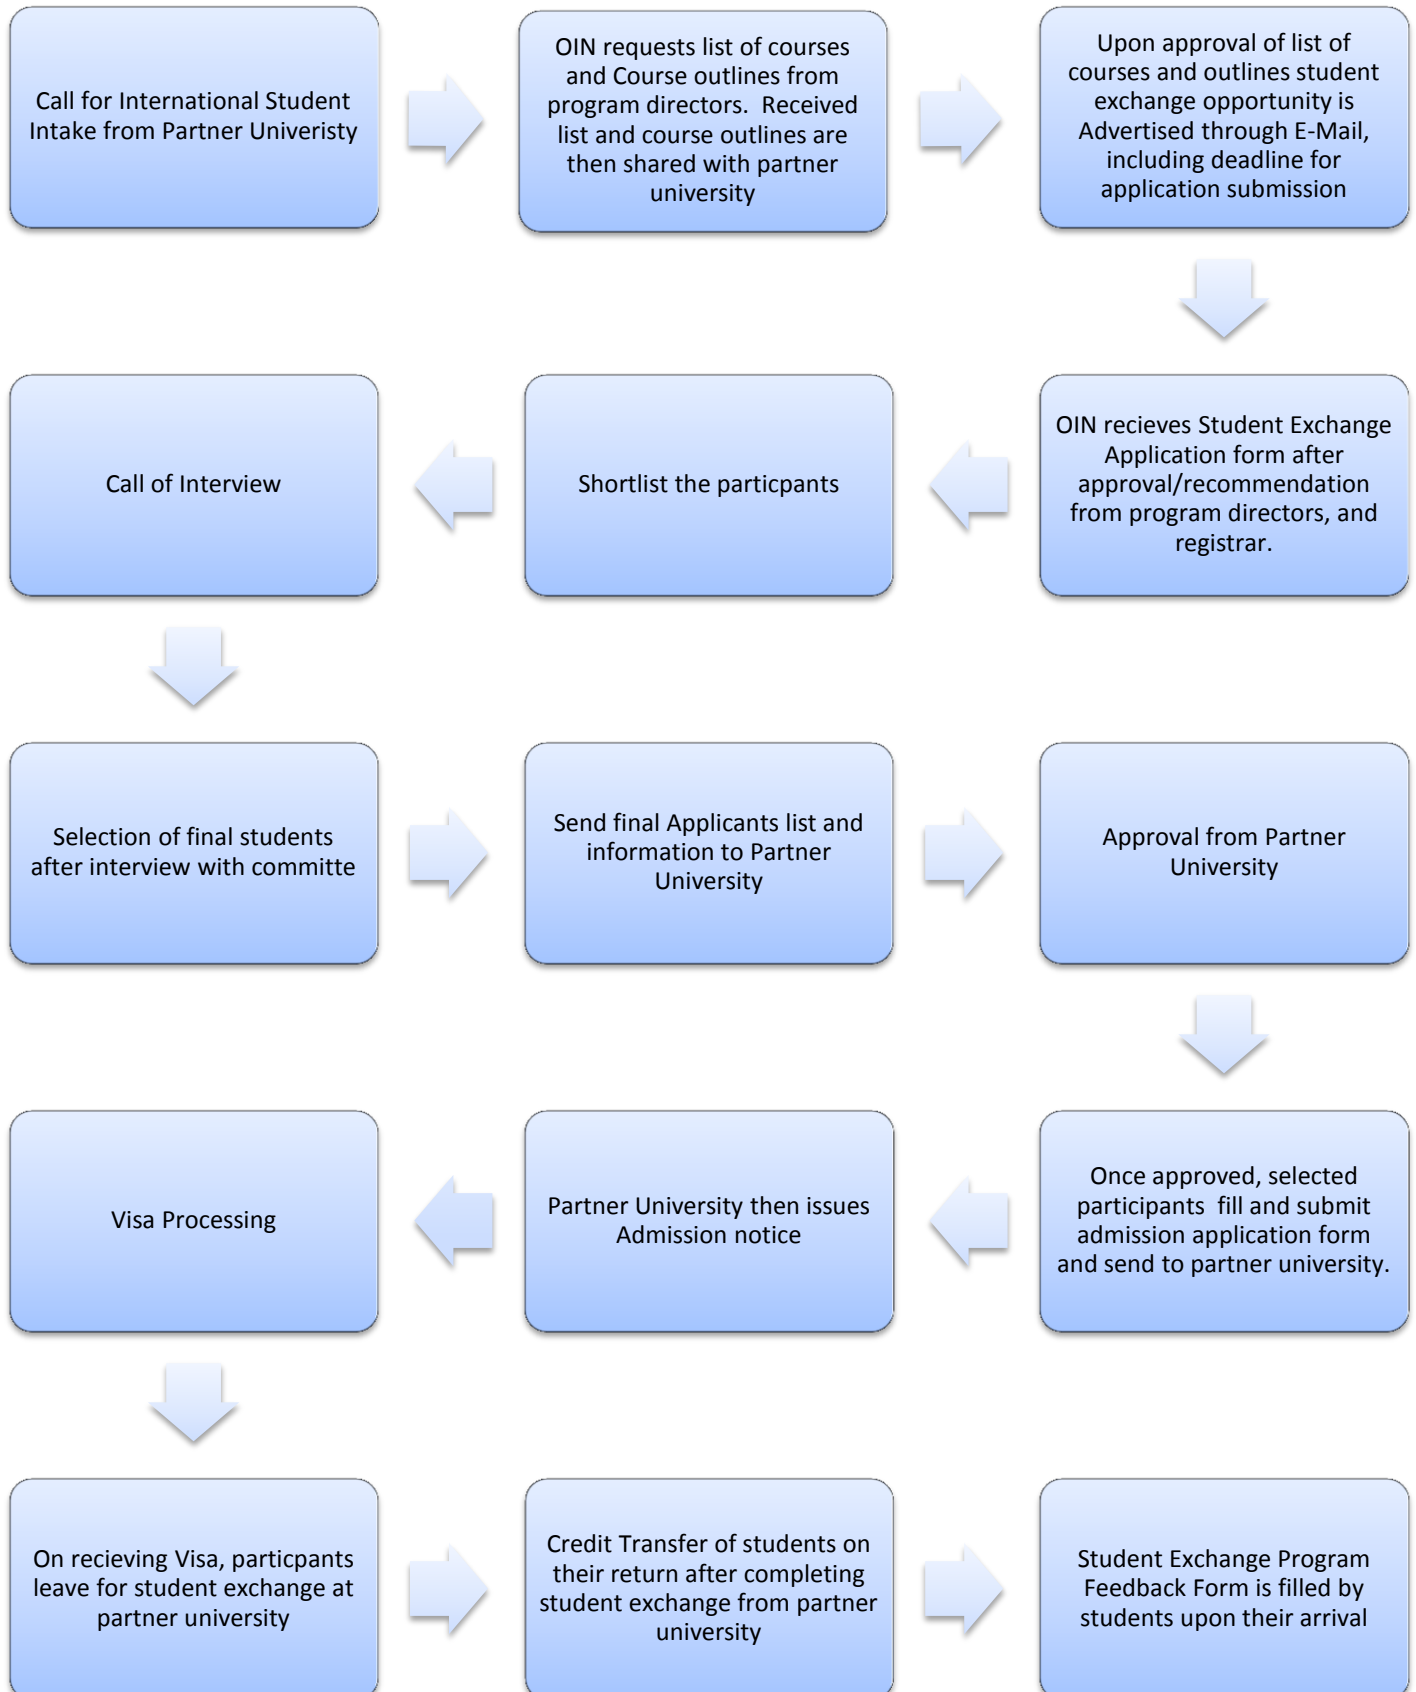 Call for International Student
Intake from Partner Univeristy
OIN requests list of courses
and Course outlines from
program directors.  Received
list and course outlines are
then shared with partner
university
Upon approval of list of
courses and outlines student
exchange opportunity is
Advertised through E-Mail,
including deadline for
application submission
OIN recieves Student Exchange
Application form after
approval/recommendation
from program directors, and
registrar.
Shortlist the particpants
Call of Interview
Selection of final students
after interview with committe
Send final Applicants list and
information to Partner
University
Approval from Partner
University
Once approved, selected
participants  fill and submit
admission application form
and send to partner university.
Partner University then issues
Admission notice
Visa Processing
On recieving Visa, particpants
leave for student exchange at
partner university
Credit Transfer of students on
their return after completing
student exchange from partner
university
Student Exchange Program
Feedback Form is filled by
students upon their arrival